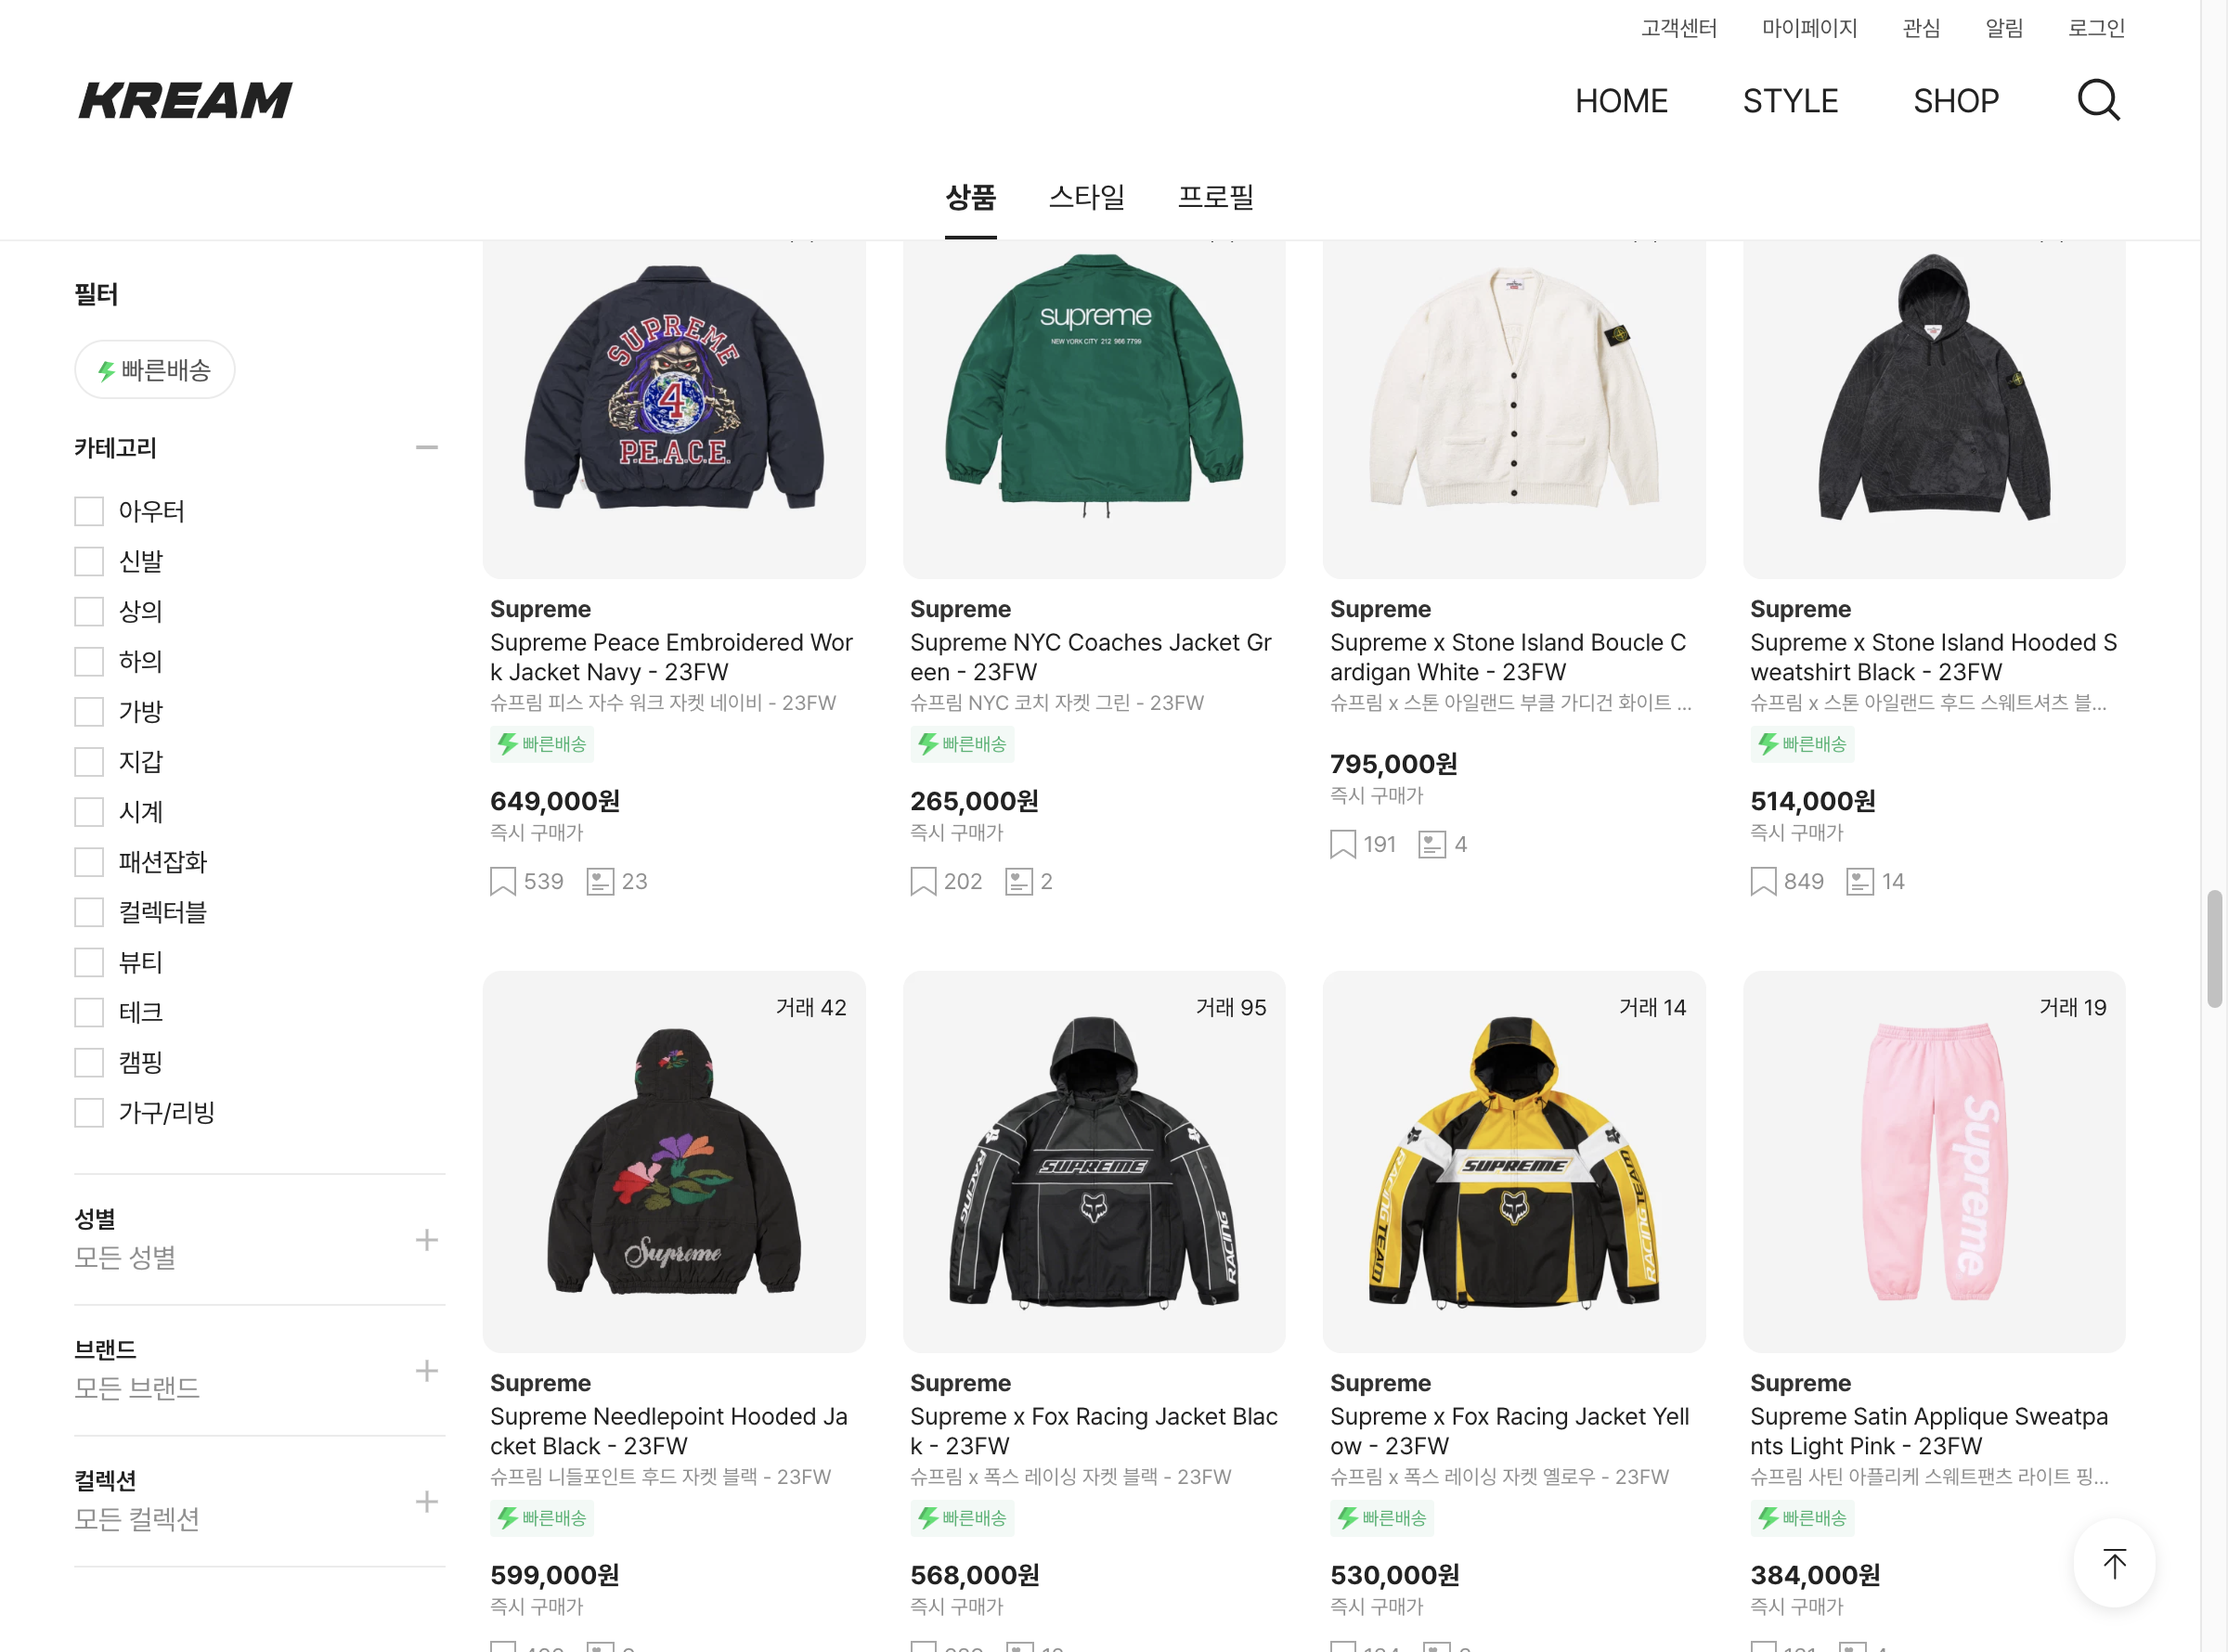 고객센터 마이페이지 관심 알림 로그인
KREAM
HOME STYLE SHOP
상품 스타일 프로필
필터
빠른배송
카테고리
아우터
신발
상의
하의
가방
지갑
시계
패션잡화
컬렉터블
뷰티
테크
캠핑
가구/리빙
성별
모든 성별
브랜드
모든 브랜드
컬렉션
모든 컬렉션
SUPREME
4
P.E.A.C.E.
Supreme
Supreme Peace Embroidered Wor
k Jacket Navy - 23FW
슈프림 피스 자수 워크 자켓 네이비 - 23FW
빠른배송
649,000원
즉시 구매가
539 23
supreme
NEW YORK CITY 212 966 7799
Supreme
Supreme NYC Coaches Jacket Gr
een - 23FW
슈프림 NYC 코치 자켓 그린 - 23FW
빠른배송
265,000원
즉시 구매가
202 2
Supreme
Supreme x Stone Island Boucle C
ardigan White - 23FW
슈프림 x 스톤 아일랜드 부클 가디건 화이트 ...
795,000원
즉시 구매가
191 4
Supreme
Supreme x Stone Island Hooded S
weatshirt Black - 23FW
슈프림 x 스톤 아일랜드 후드 스웨트셔츠 블...
빠른배송
514,000원
즉시 구매가
849 14
거래 42
Supreme
Supreme
Supreme Needlepoint Hooded Ja
cket Black - 23FW
슈프림 니들포인트 후드 자켓 블랙 - 23FW
빠른배송
599,000원
즉시 구매가
거래 95
SUPREME
RACING
RACING
Supreme
Supreme x Fox Racing Jacket Blac
k - 23FW
슈프림 x 폭스 레이싱 자켓 블랙 - 23FW
빠른배송
568,000원
즉시 구매가
거래 14
SUPREME
RACING TEAM
RACING TEAM
Supreme
Supreme x Fox Racing Jacket Yell
ow - 23FW
슈프림 x 폭스 레이싱 자켓 옐로우 - 23FW
빠른배송
530,000원
즉시 구매가
거래 19
Supreme
Supreme
Supreme Satin Applique Sweatpa
nts Light Pink - 23FW
슈프림 사틴 아플리케 스웨트팬츠 라이트 핑...
빠른배송
384,000원
즉시 구매가